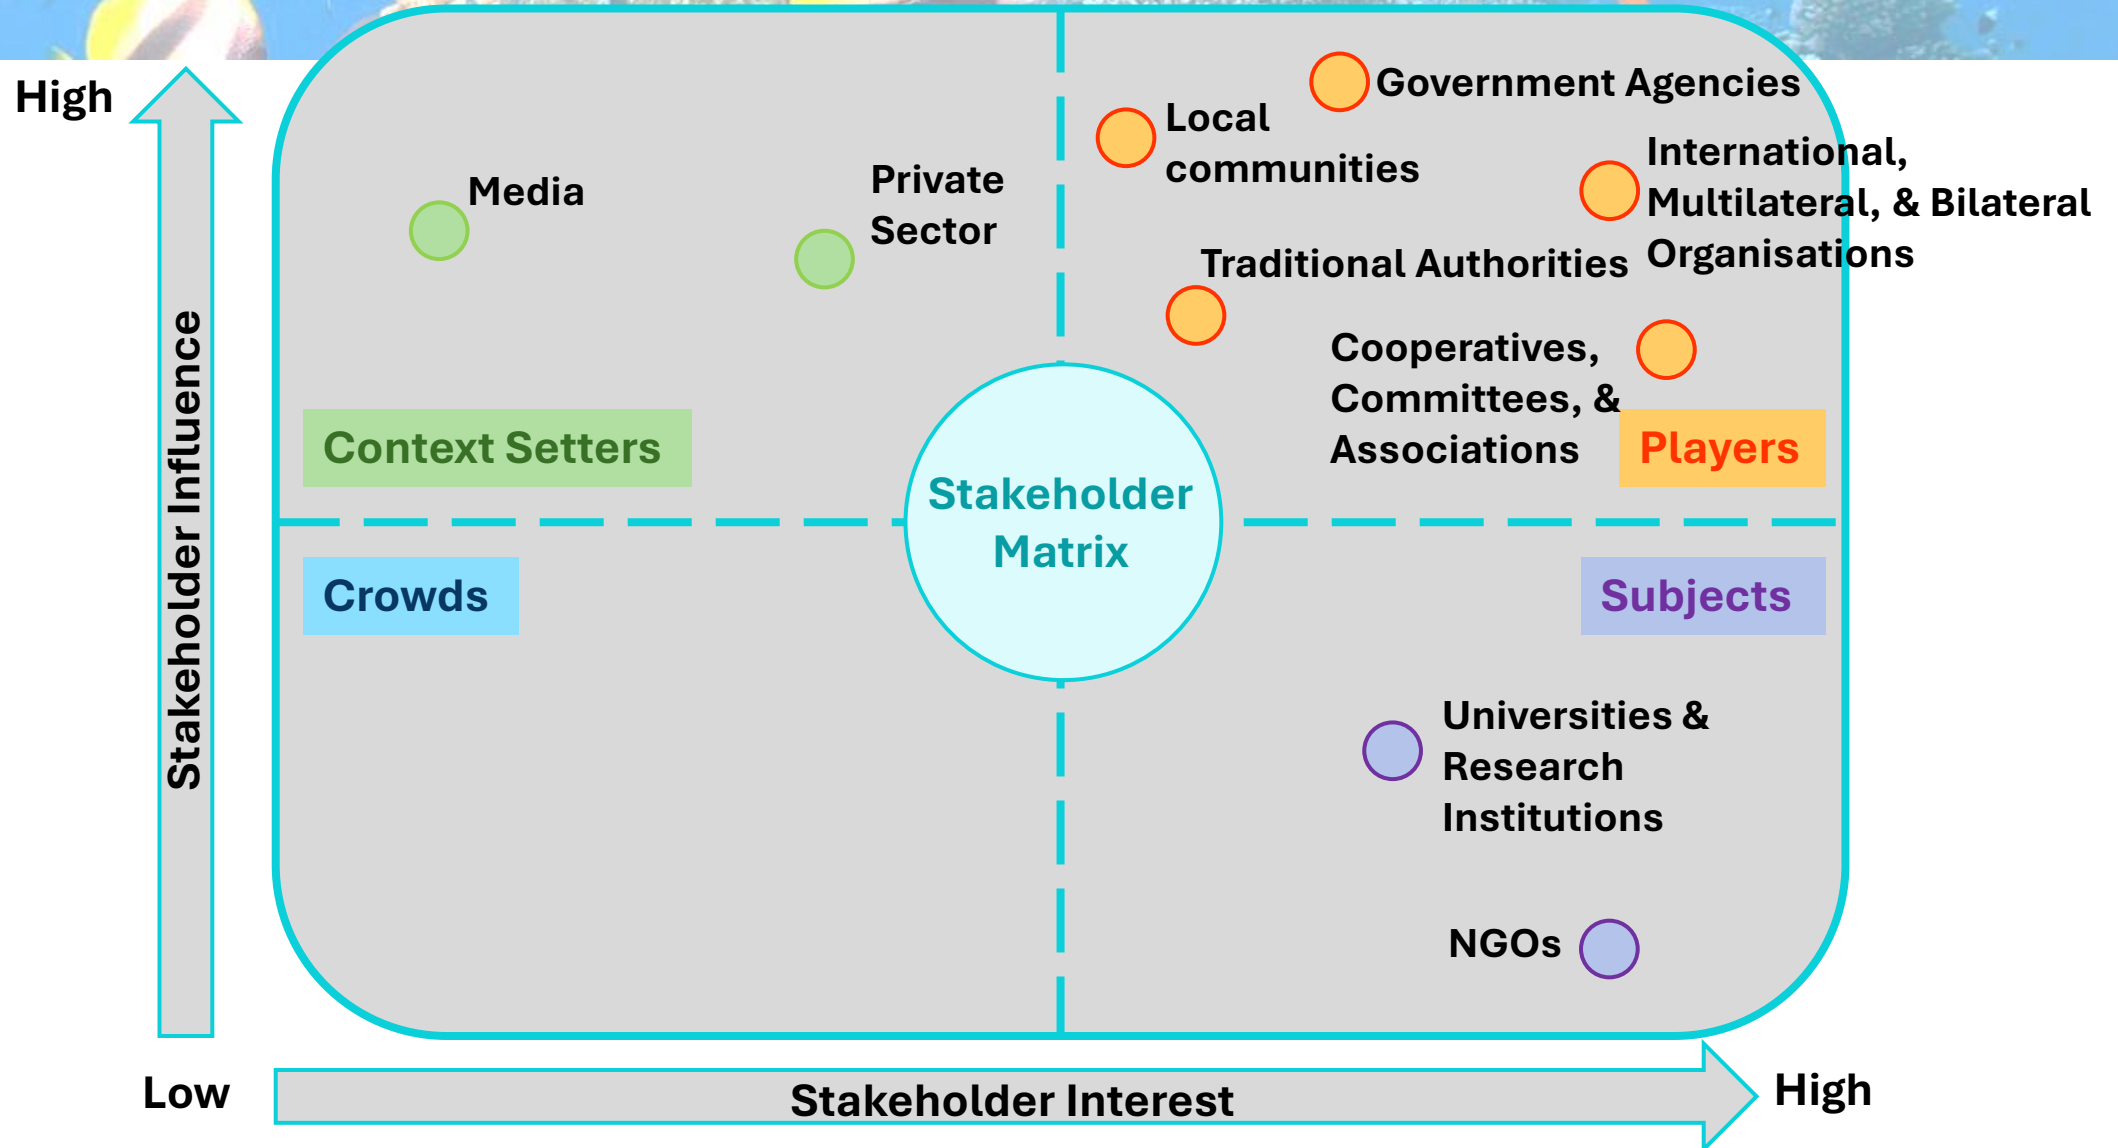 High
Government Agencies
Local
communities
International,
Multilateral, & Bilateral
Organisations
Media
Private
Sector
Traditional Authorities
Cooperatives,
Committees, &
Associations
Stakeholder Influence
Context Setters
Players
Stakeholder
Matrix
Crowds
Subjects
Universities &
Research
Institutions
NGOs
Low
Stakeholder Interest
High